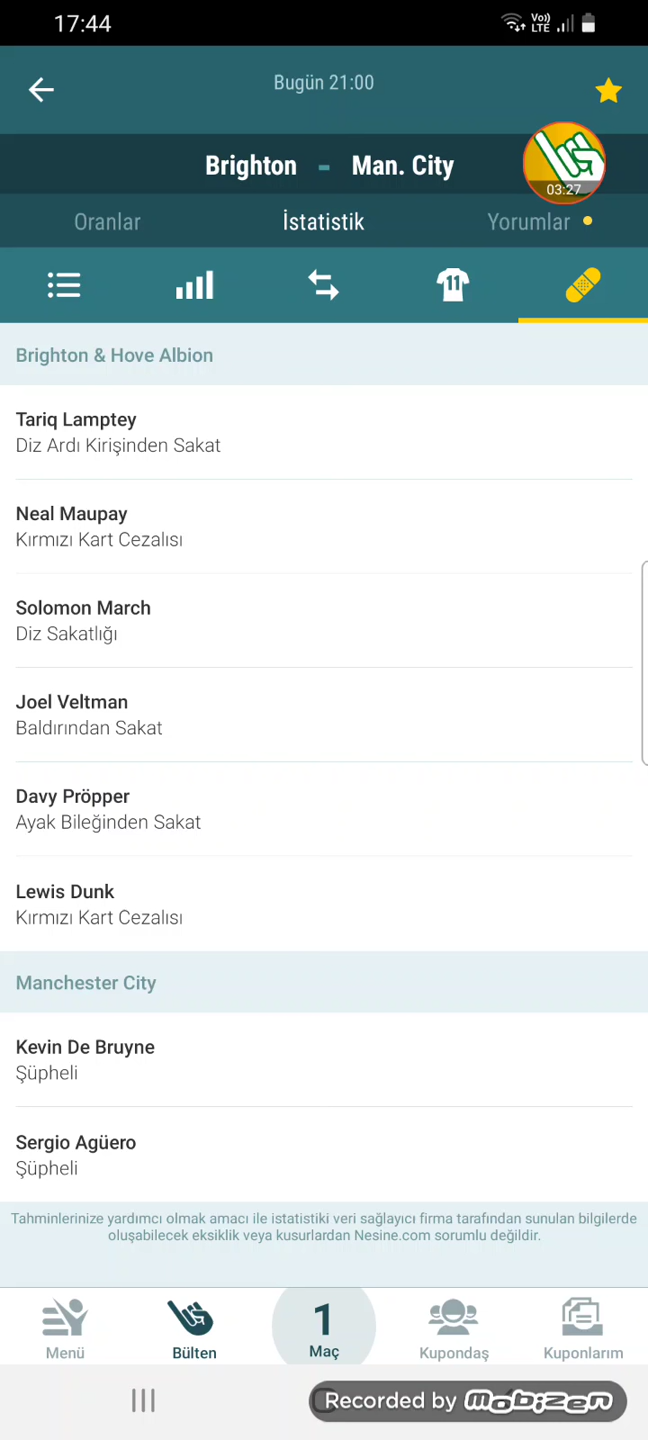 17:44
Vo))
LTE
Bugün 21:00
Brighton - Man. City
03:27
Oranlar
İstatistik
Yorumlar
11
Brighton & Hove Albion
Tariq Lamptey
Diz Ardı Kirişinden Sakat
Neal Maupay
Kırmızı Kart Cezalısı
Solomon March
Diz Sakatlığı
Joel Veltman
Baldırından Sakat
Davy Pröpper
Ayak Bileğinden Sakat
Lewis Dunk
Kırmızı Kart Cezalısı
Manchester City
Kevin De Bruyne
Şüpheli
Sergio Agüero
Şüpheli
Tahminlerinize yardımcı olmak amacı ile istatistiki veri sağlayıcı firma tarafından sunulan bilgilerde
oluşabilecek eksiklik veya kusurlardan Nesine.com sorumlu değildir.
Menü
Bülten
1
Maç
Kupondaş
Kuponlarım
Recorded by mobizen